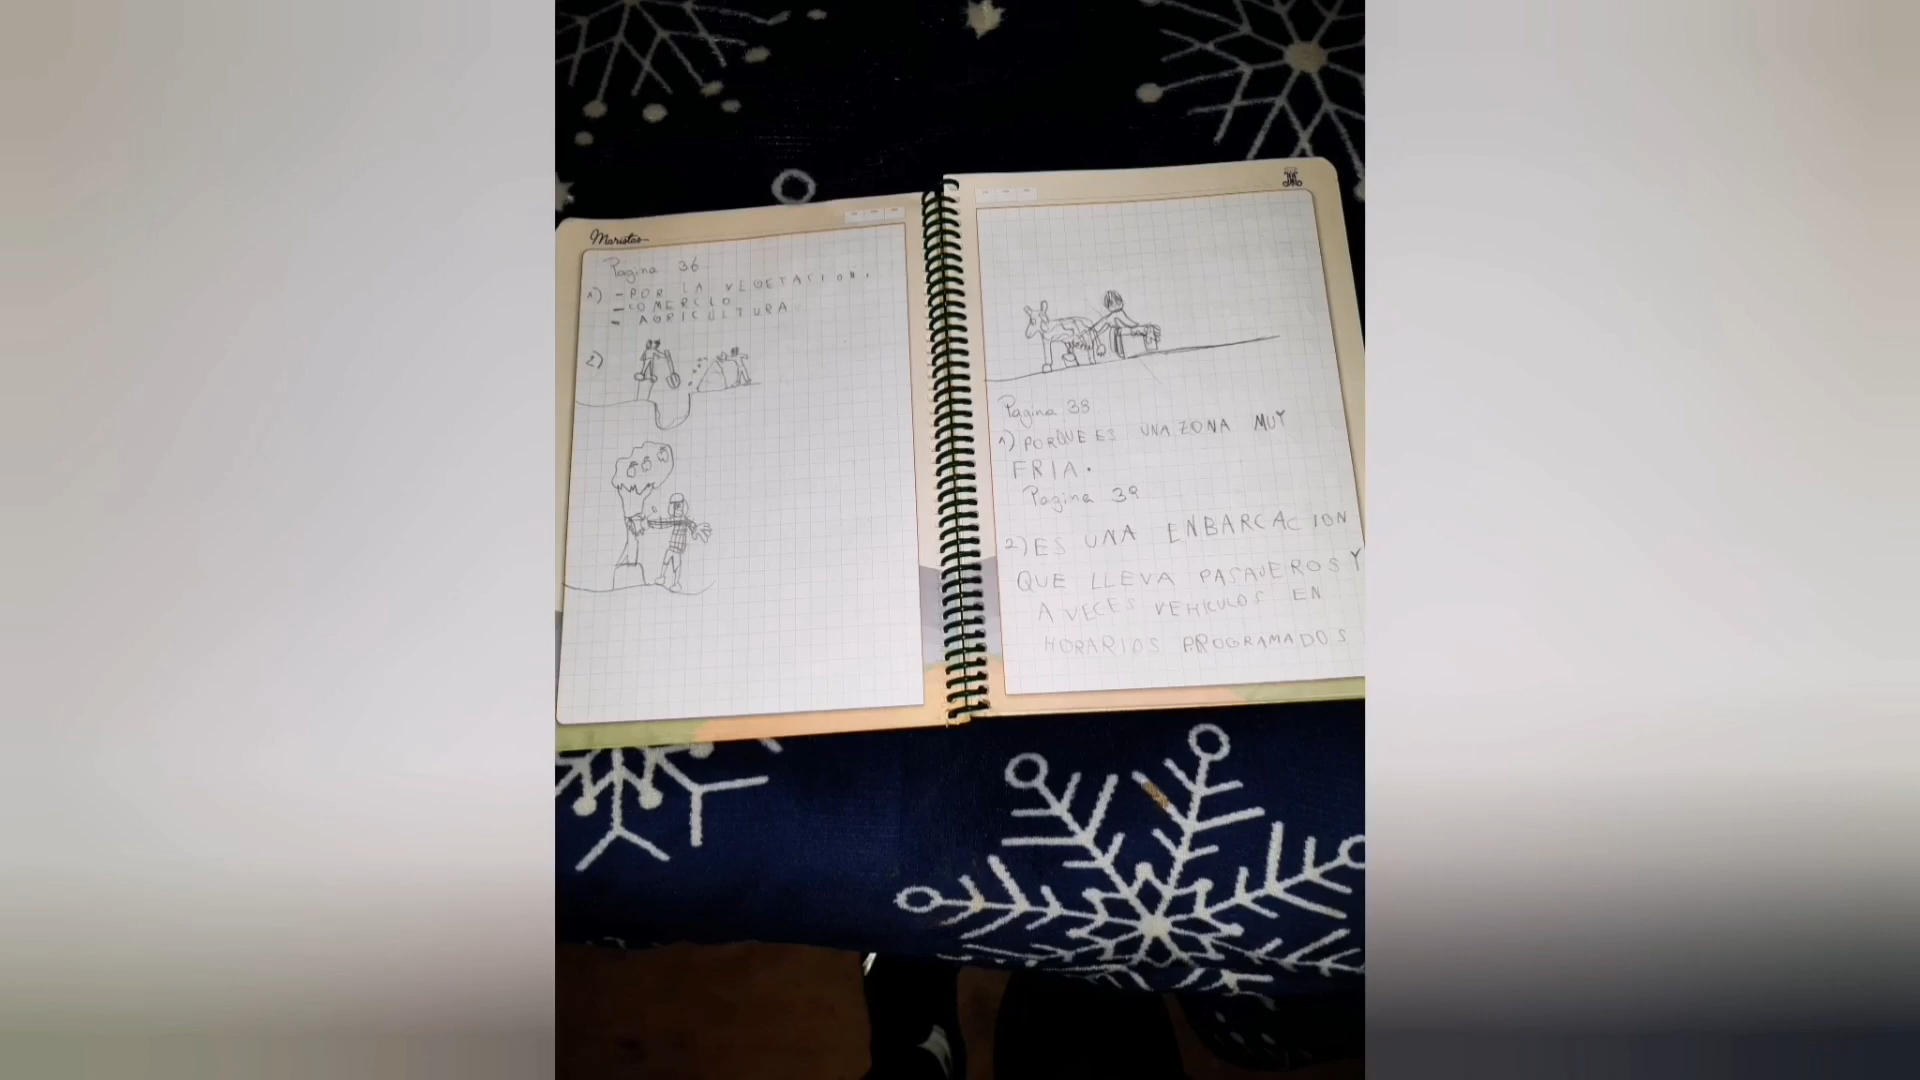 Maristas
Pagina 36
1) - POR LA VEGETACION.
- COMERCIO
- AGRICULTURA
2)
Pagina 38
1) PORQUE ES UNA ZONA MUY
FRIA.
Pagina 39
2) ES UNA ENBARCACION
QUE LLEVA PASAJEROS Y
A VECES VEHICULOS EN
HORARIOS PROGRAMADOS